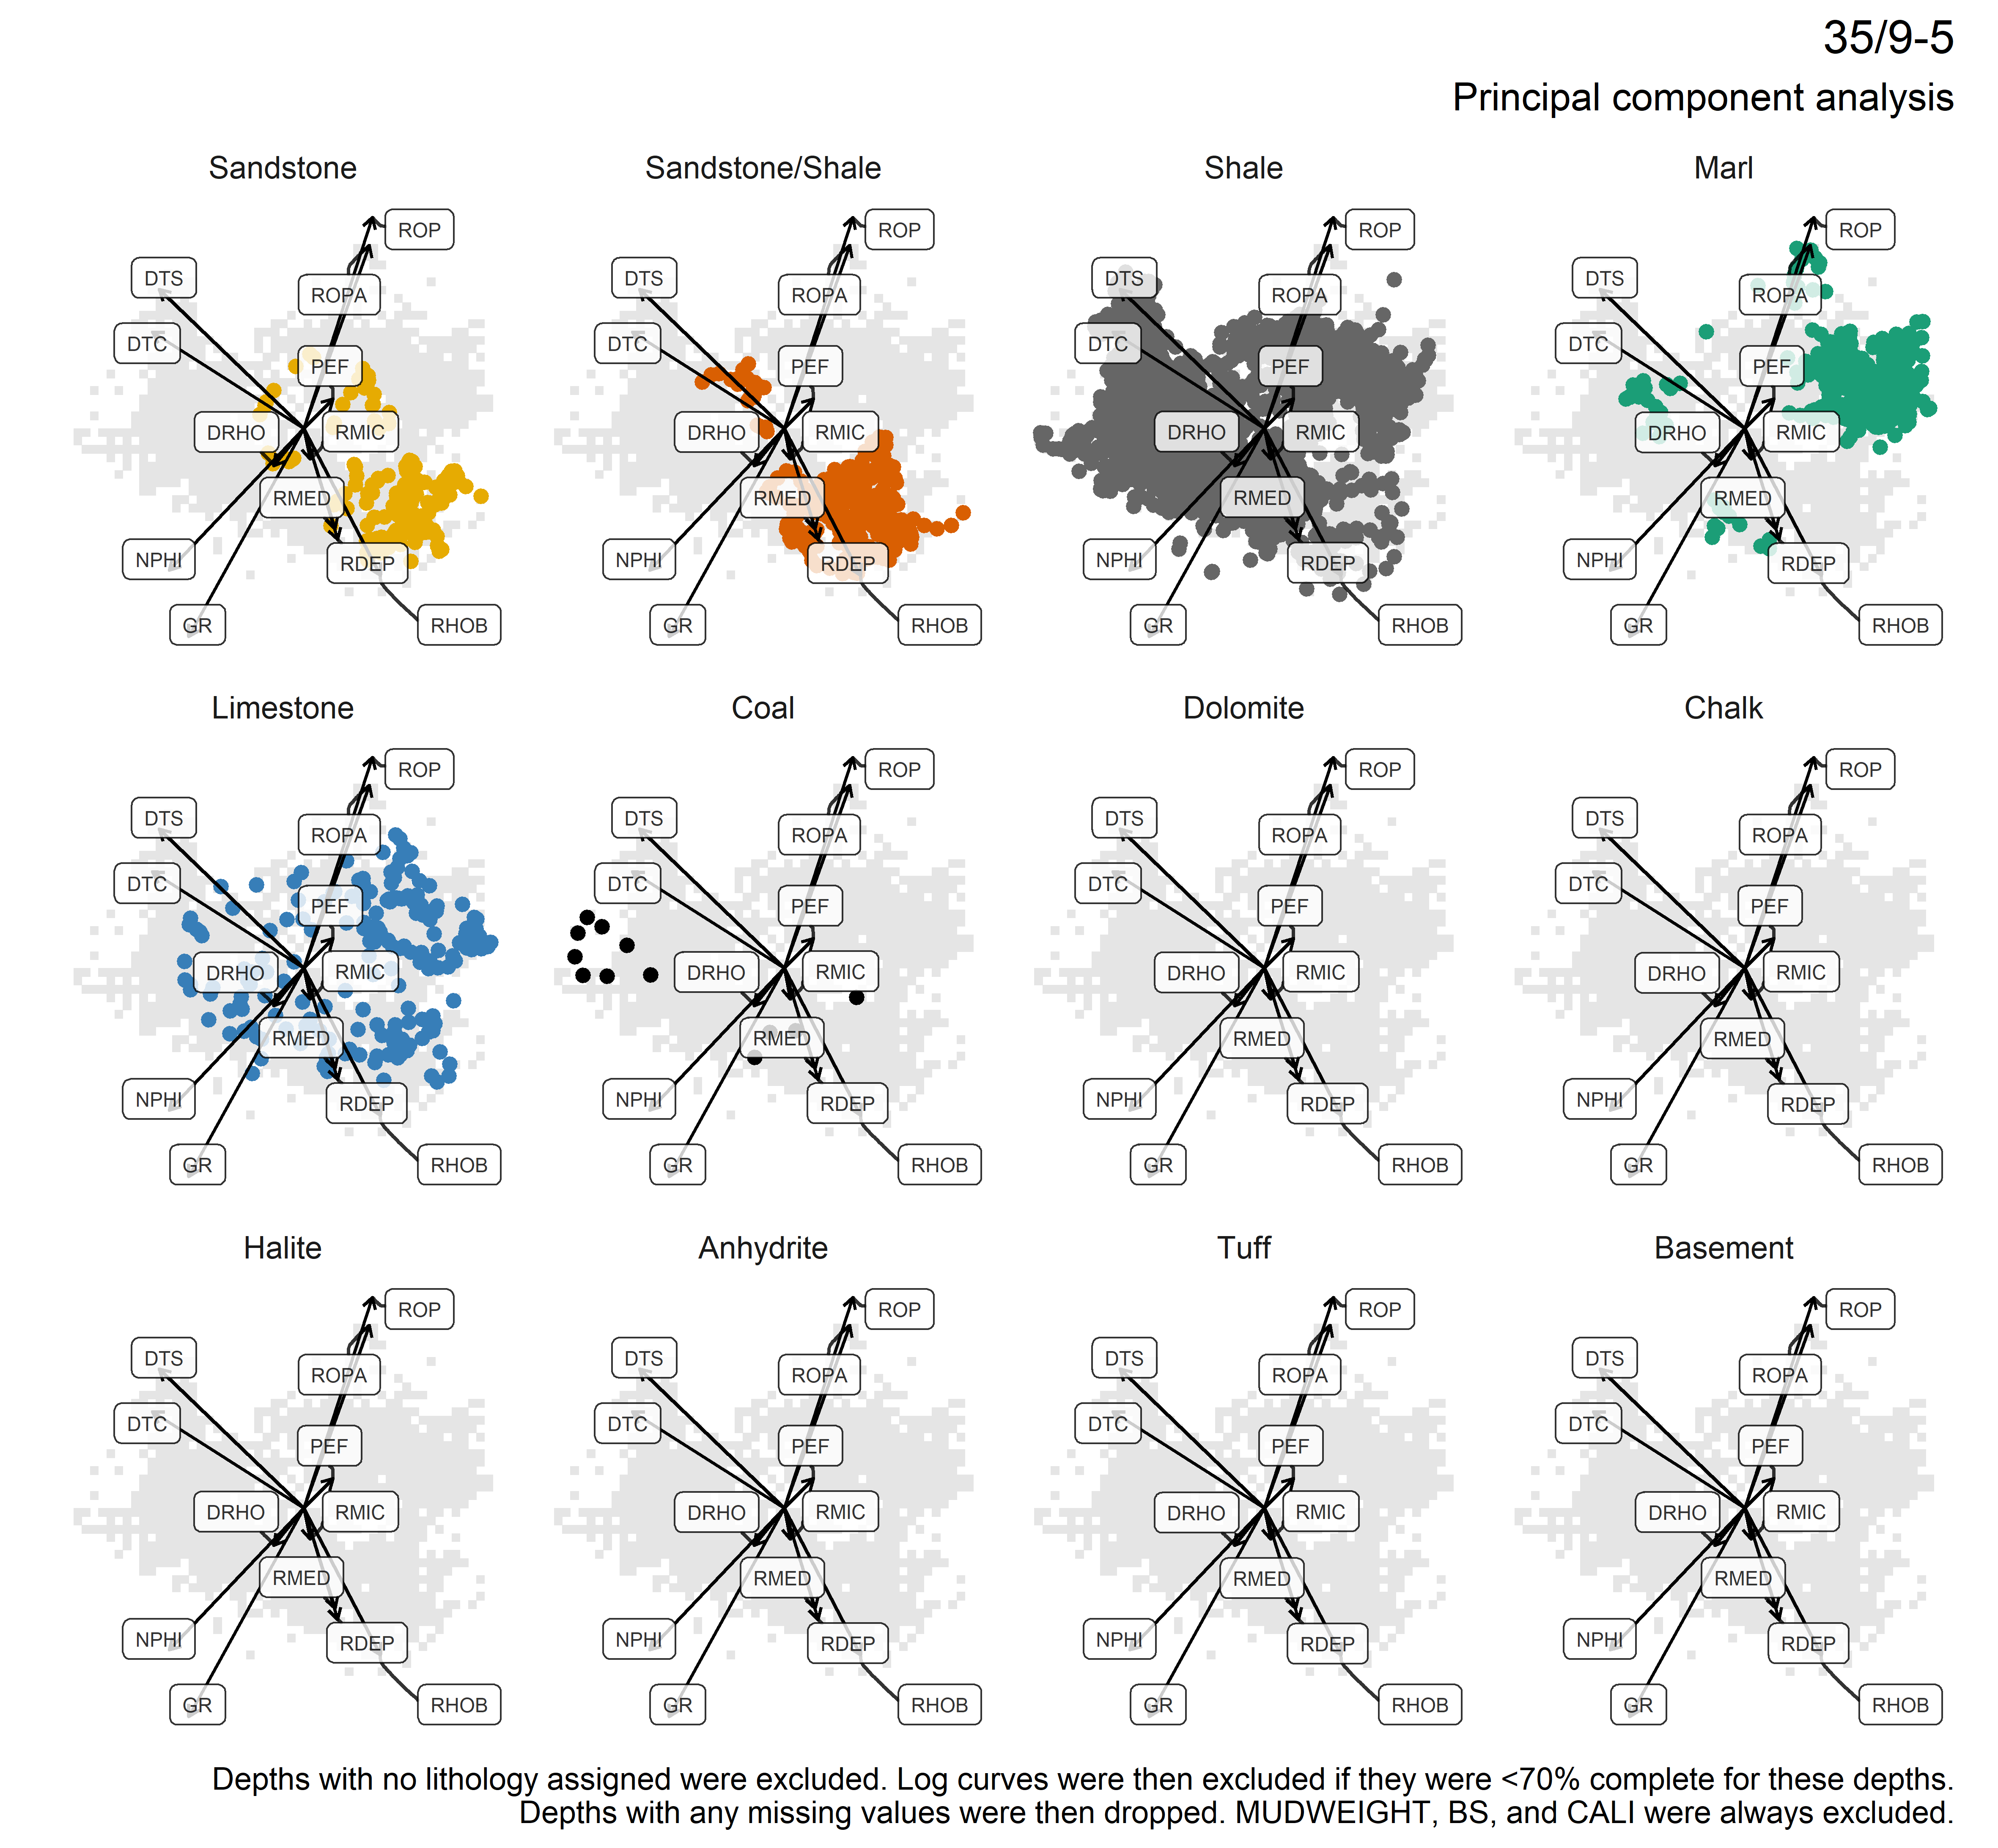 35/9-5
Principal component analysis
Sandstone
ROP
DTS
ROPA
DTC
PEF
DRHO
RMIC
RMED
NPHI
RDEP
GR
RHOB
Sandstone/Shale
ROP
DTS
ROPA
DTC
PEF
DRHO
RMIC
RMED
NPHI
RDEP
GR
RHOB
Shale
ROP
DTS
ROPA
DTC
PEF
DRHO
RMIC
RMED
NPHI
RDEP
GR
RHOB
Marl
ROP
DTS
ROPA
DTC
PEF
DRHO
RMIC
RMED
NPHI
RDEP
GR
RHOB
Limestone
ROP
DTS
ROPA
DTC
PEF
DRHO
RMIC
RMED
NPHI
RDEP
GR
RHOB
Coal
ROP
DTS
ROPA
DTC
PEF
DRHO
RMIC
RMED
NPHI
RDEP
GR
RHOB
Dolomite
ROP
DTS
ROPA
DTC
PEF
DRHO
RMIC
RMED
NPHI
RDEP
GR
RHOB
Chalk
ROP
DTS
ROPA
DTC
PEF
DRHO
RMIC
RMED
NPHI
RDEP
GR
RHOB
Halite
ROP
DTS
ROPA
DTC
PEF
DRHO
RMIC
RMED
NPHI
RDEP
GR
RHOB
Anhydrite
ROP
DTS
ROPA
DTC
PEF
DRHO
RMIC
RMED
NPHI
RDEP
GR
RHOB
Tuff
ROP
DTS
ROPA
DTC
PEF
DRHO
RMIC
RMED
NPHI
RDEP
GR
RHOB
Basement
ROP
DTS
ROPA
DTC
PEF
DRHO
RMIC
RMED
NPHI
RDEP
GR
RHOB
Depths with no lithology assigned were excluded. Log curves were then excluded if they were <70% complete for these depths.
Depths with any missing values were then dropped. MUDWEIGHT, BS, and CALI were always excluded.